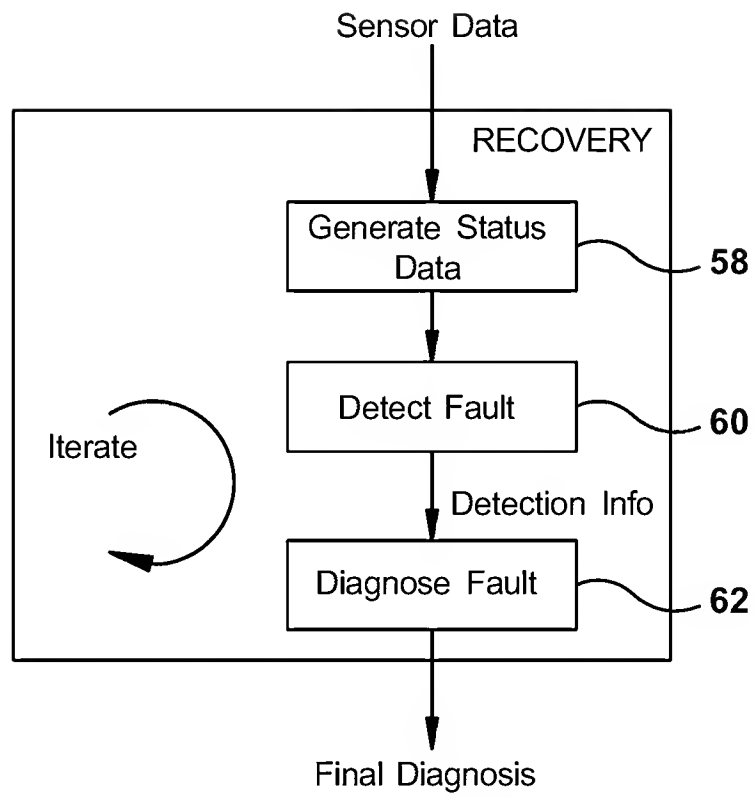 Sensor Data
RECOVERY
Generate Status
Data
58
Detect Fault
60
Iterate
Detection Info
Diagnose Fault
62
Final Diagnosis